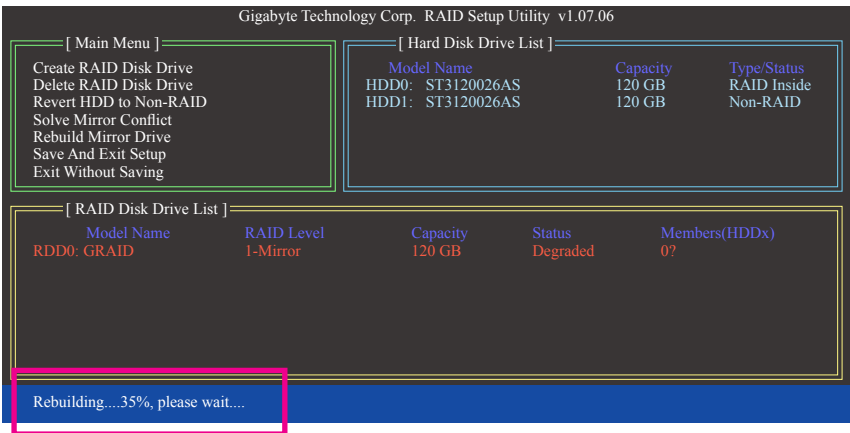 Gigabyte Technology Corp. RAID Setup Utility v1.07.06
[ Main Menu ]
Create RAID Disk Drive
Delete RAID Disk Drive
Revert HDD to Non-RAID
Solve Mirror Conflict
Rebuild Mirror Drive
Save And Exit Setup
Exit Without Saving
[ Hard Disk Drive List ]
Model Name Capacity Type/Status
HDD0: ST3120026AS 120 GB RAID Inside
HDD1: ST3120026AS 120 GB Non-RAID
[ RAID Disk Drive List ]
Model Name RAID Level Capacity Status Members(HDDx)
RDD0: GRAID 1-Mirror 120 GB Degraded 0?
Rebuilding....35%, please wait....